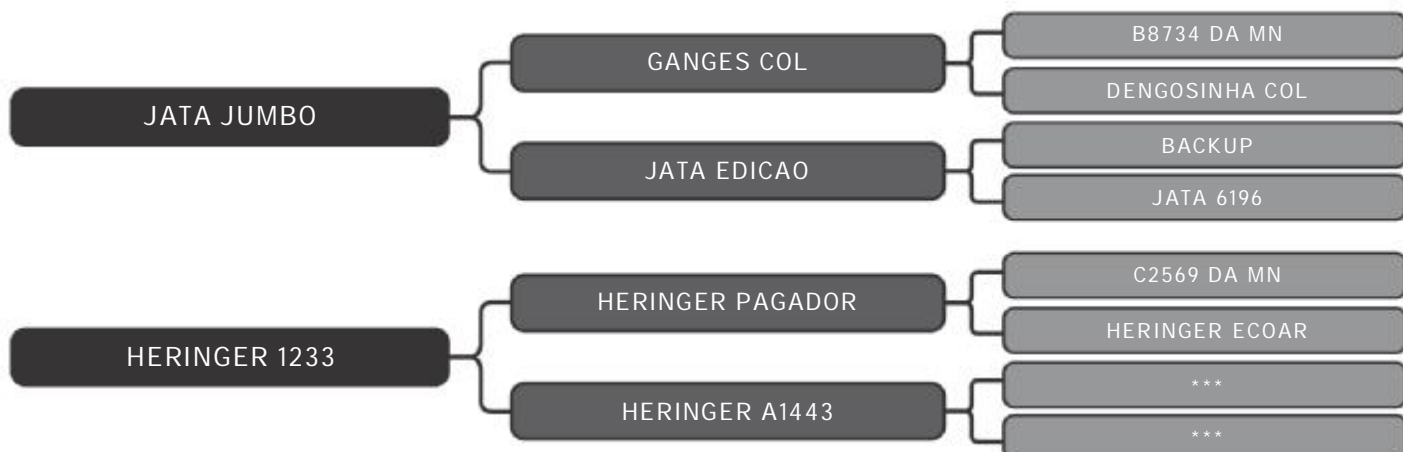 JATA JUMBO
GANGES COL
B8734 DA MN
DENGOSINHA COL
JATA EDICAO
BACKUP
JATA 6196
HERINGER 1233
HERINGER PAGADOR
C2569 DA MN
HERINGER ECOAR
HERINGER A1443
***
***